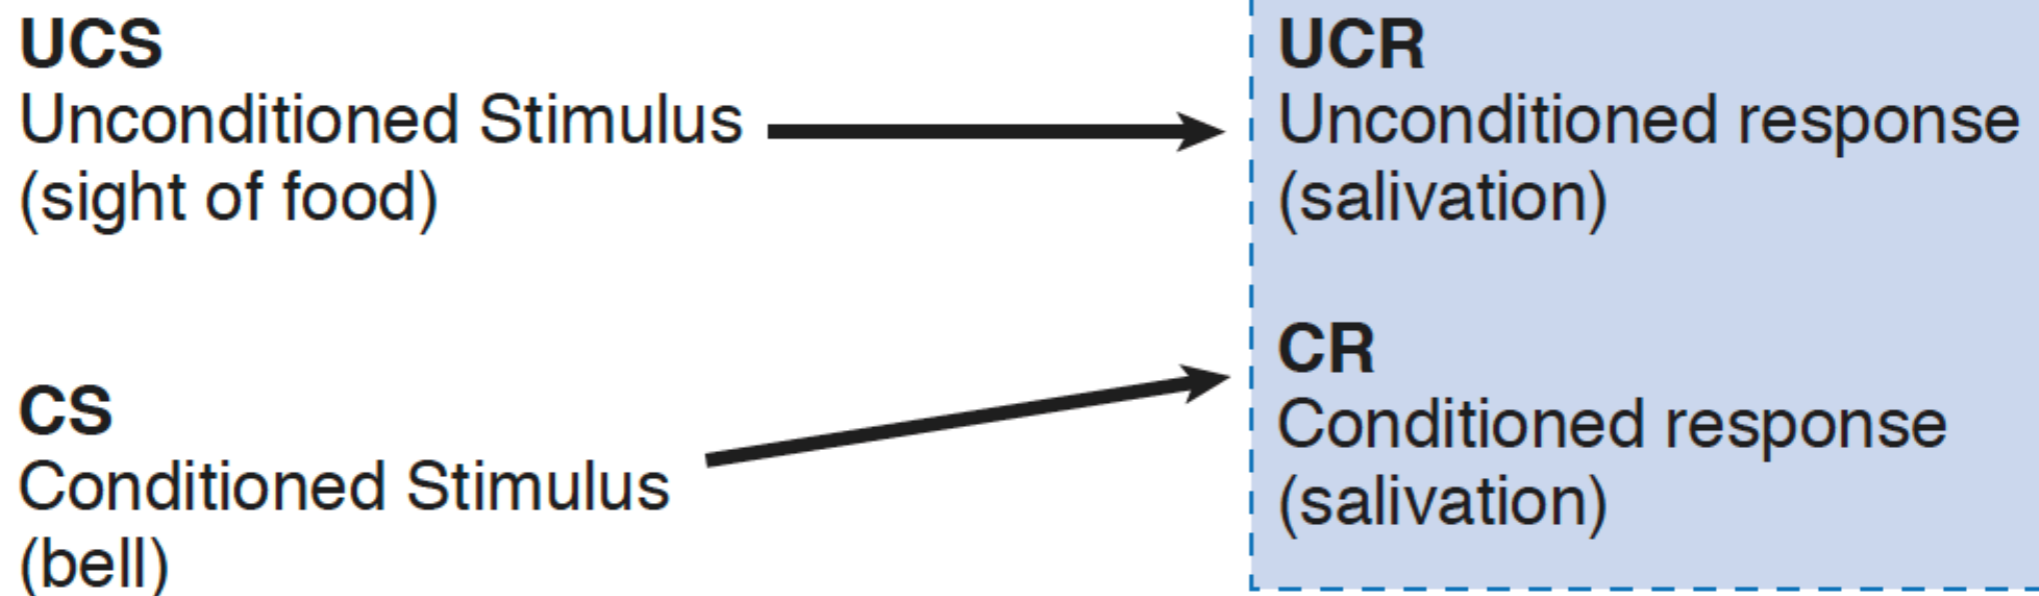 UCS
Unconditioned Stimulus
(sight of food)
UCR
Unconditioned response
(salivation)
CS
Conditioned Stimulus
(bell)
CR
Conditioned response
(salivation)